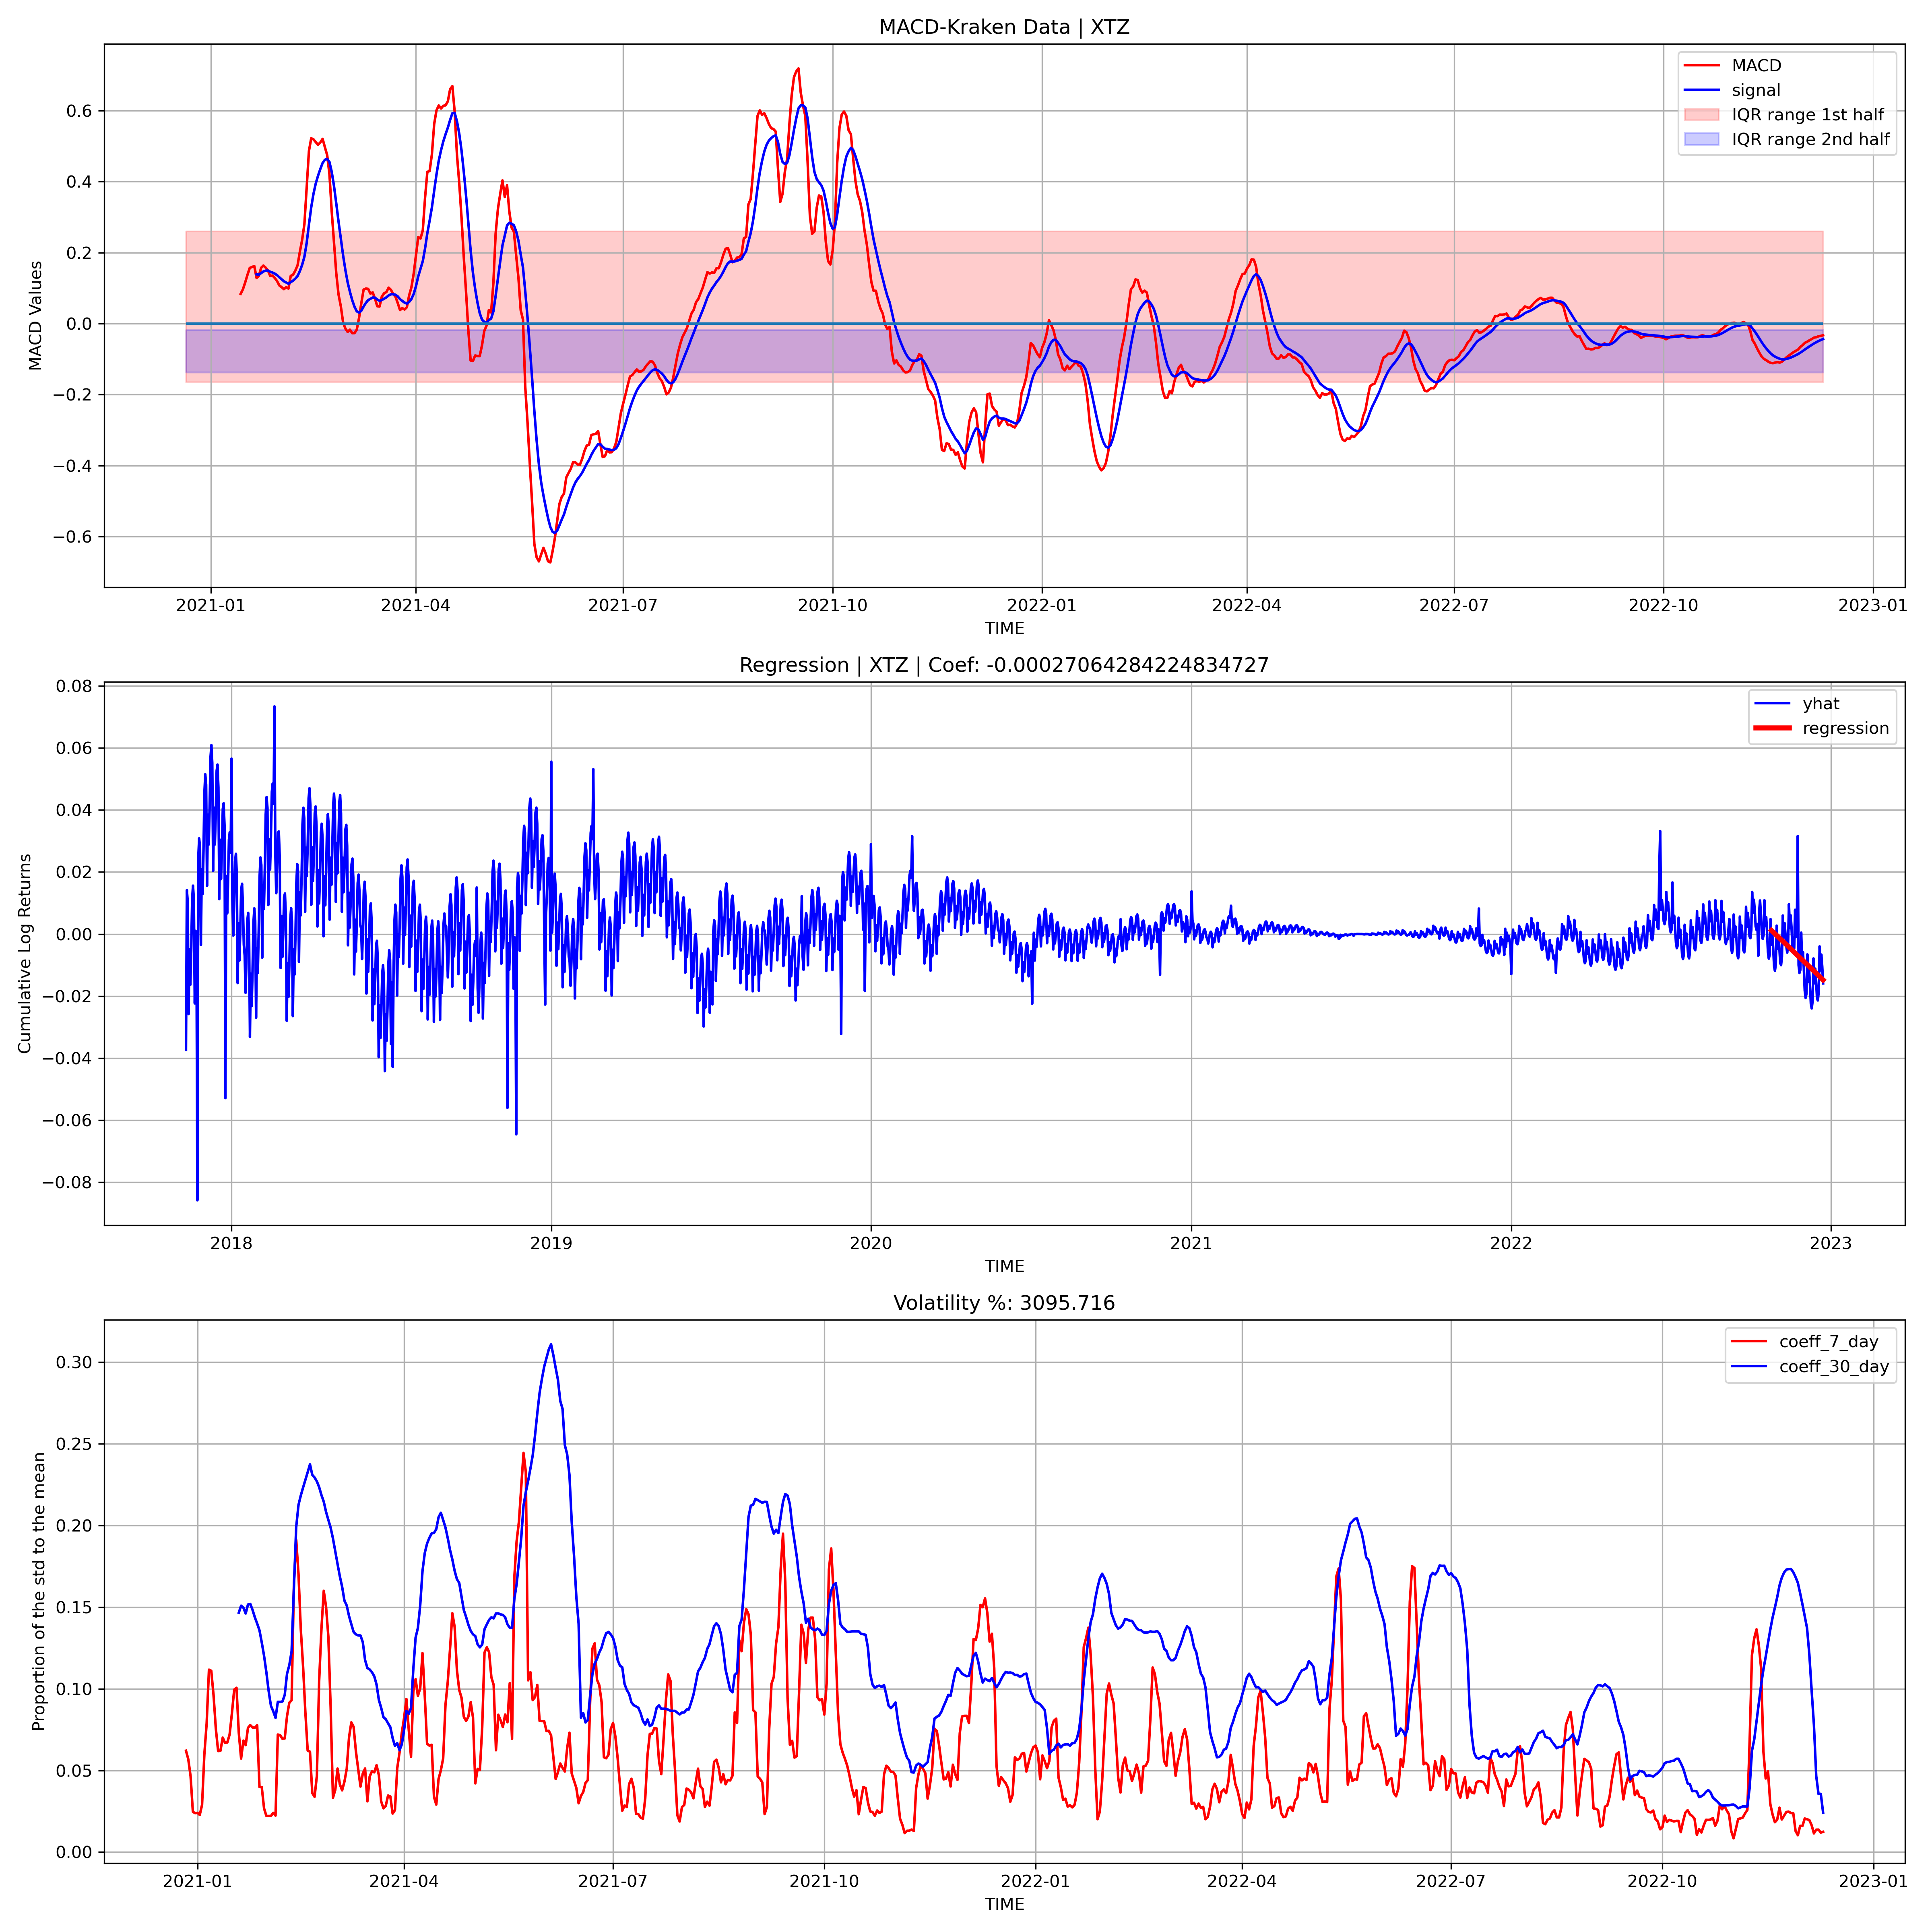 MACD-Kraken Data | XTZ
MACD
signal
IQR range 1st half
IQR range 2nd half
MACD Values
0.6
0.4
0.2
0.0
−0.2
−0.4
−0.6
2021-01 2021-04 2021-07 2021-10 2022-01 2022-04 2022-07 2022-10 2023-01
TIME
Regression | XTZ | Coef: -0.00027064284224834727
yhat
regression
Cumulative Log Returns
0.08
0.06
0.04
0.02
0.00
−0.02
−0.04
−0.06
−0.08
2018 2019 2020 2021 2022 2023
TIME
Volatility %: 3095.716
coeff_7_day
coeff_30_day
Proportion of the std to the mean
0.30
0.25
0.20
0.15
0.10
0.05
0.00
2021-01 2021-04 2021-07 2021-10 2022-01 2022-04 2022-07 2022-10 2023-01
TIME